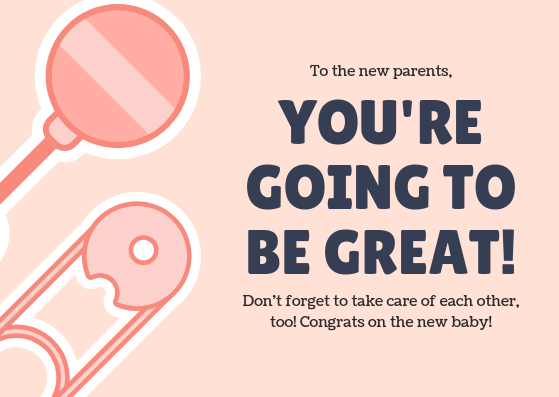 To the new parents,
YOU'RE
GOING TO
BE GREAT!
Don't forget to take care of each other,
too! Congrats on the new baby!